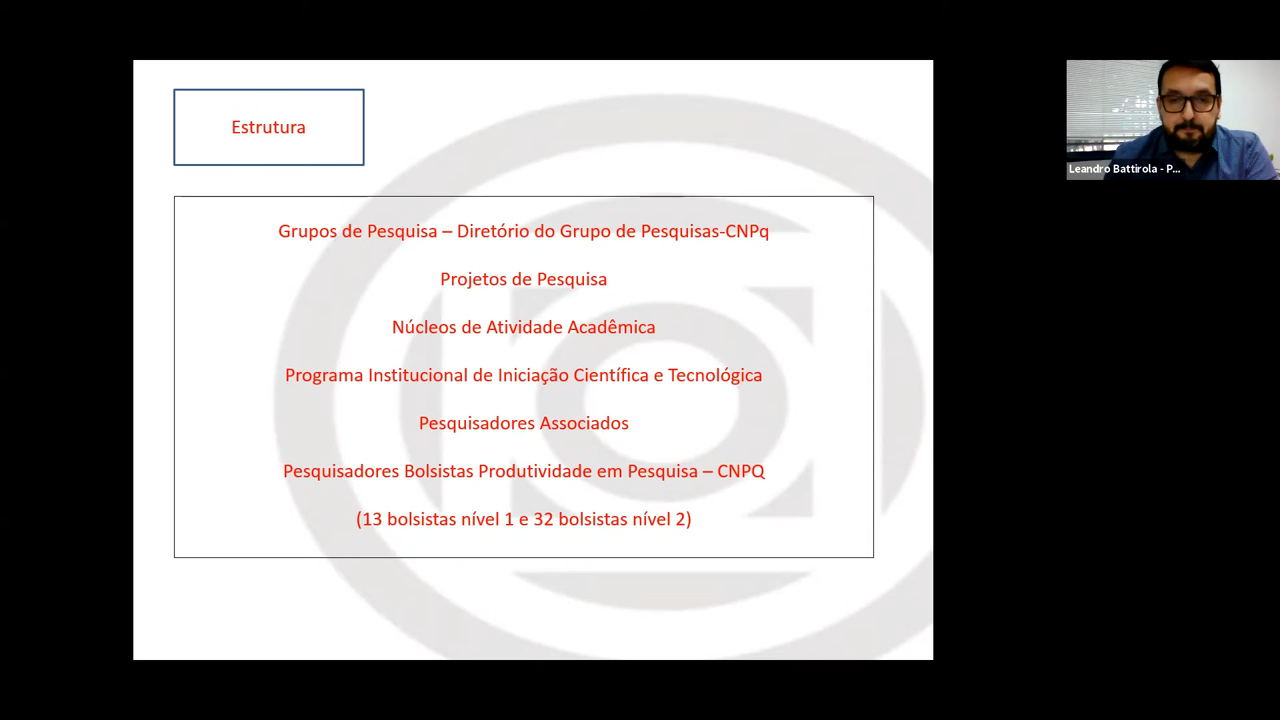 Estrutura
Grupos de Pesquisa – Diretório do Grupo de Pesquisas-CNPq
Projetos de Pesquisa
Núcleos de Atividade Acadêmica
Programa Institucional de Iniciação Científica e Tecnológica
Pesquisadores Associados
Pesquisadores Bolsistas Produtividade em Pesquisa – CNPQ
(13 bolsistas nível 1 e 32 bolsistas nível 2)
Leandro Battirola - P...